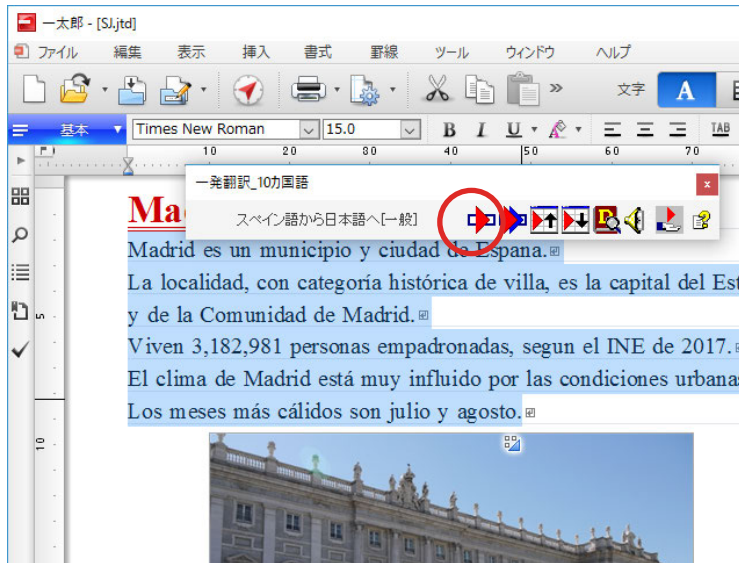 一太郎 - [SJ.jtd]
ファイル 編集 表示 挿入 書式 罫線 ツール ウィンドウ ヘルプ
文字 A
基本 Times New Roman 15.0 B I U TAB
10 20 30 40 50 60 70
一発翻訳_10カ国語 x
スペイン語から日本語へ[一般]
Ma
Madrid es un municipio y ciudad de Espana.
La localidad, con categoría histórica de villa, es la capital del Est
y de la Comunidad de Madrid.
Viven 3,182,981 personas empadronadas, segun el INE de 2017.
El clima de Madrid está muy influido por las condiciones urbanas
Los meses más cálidos son julio y agosto.
5
10